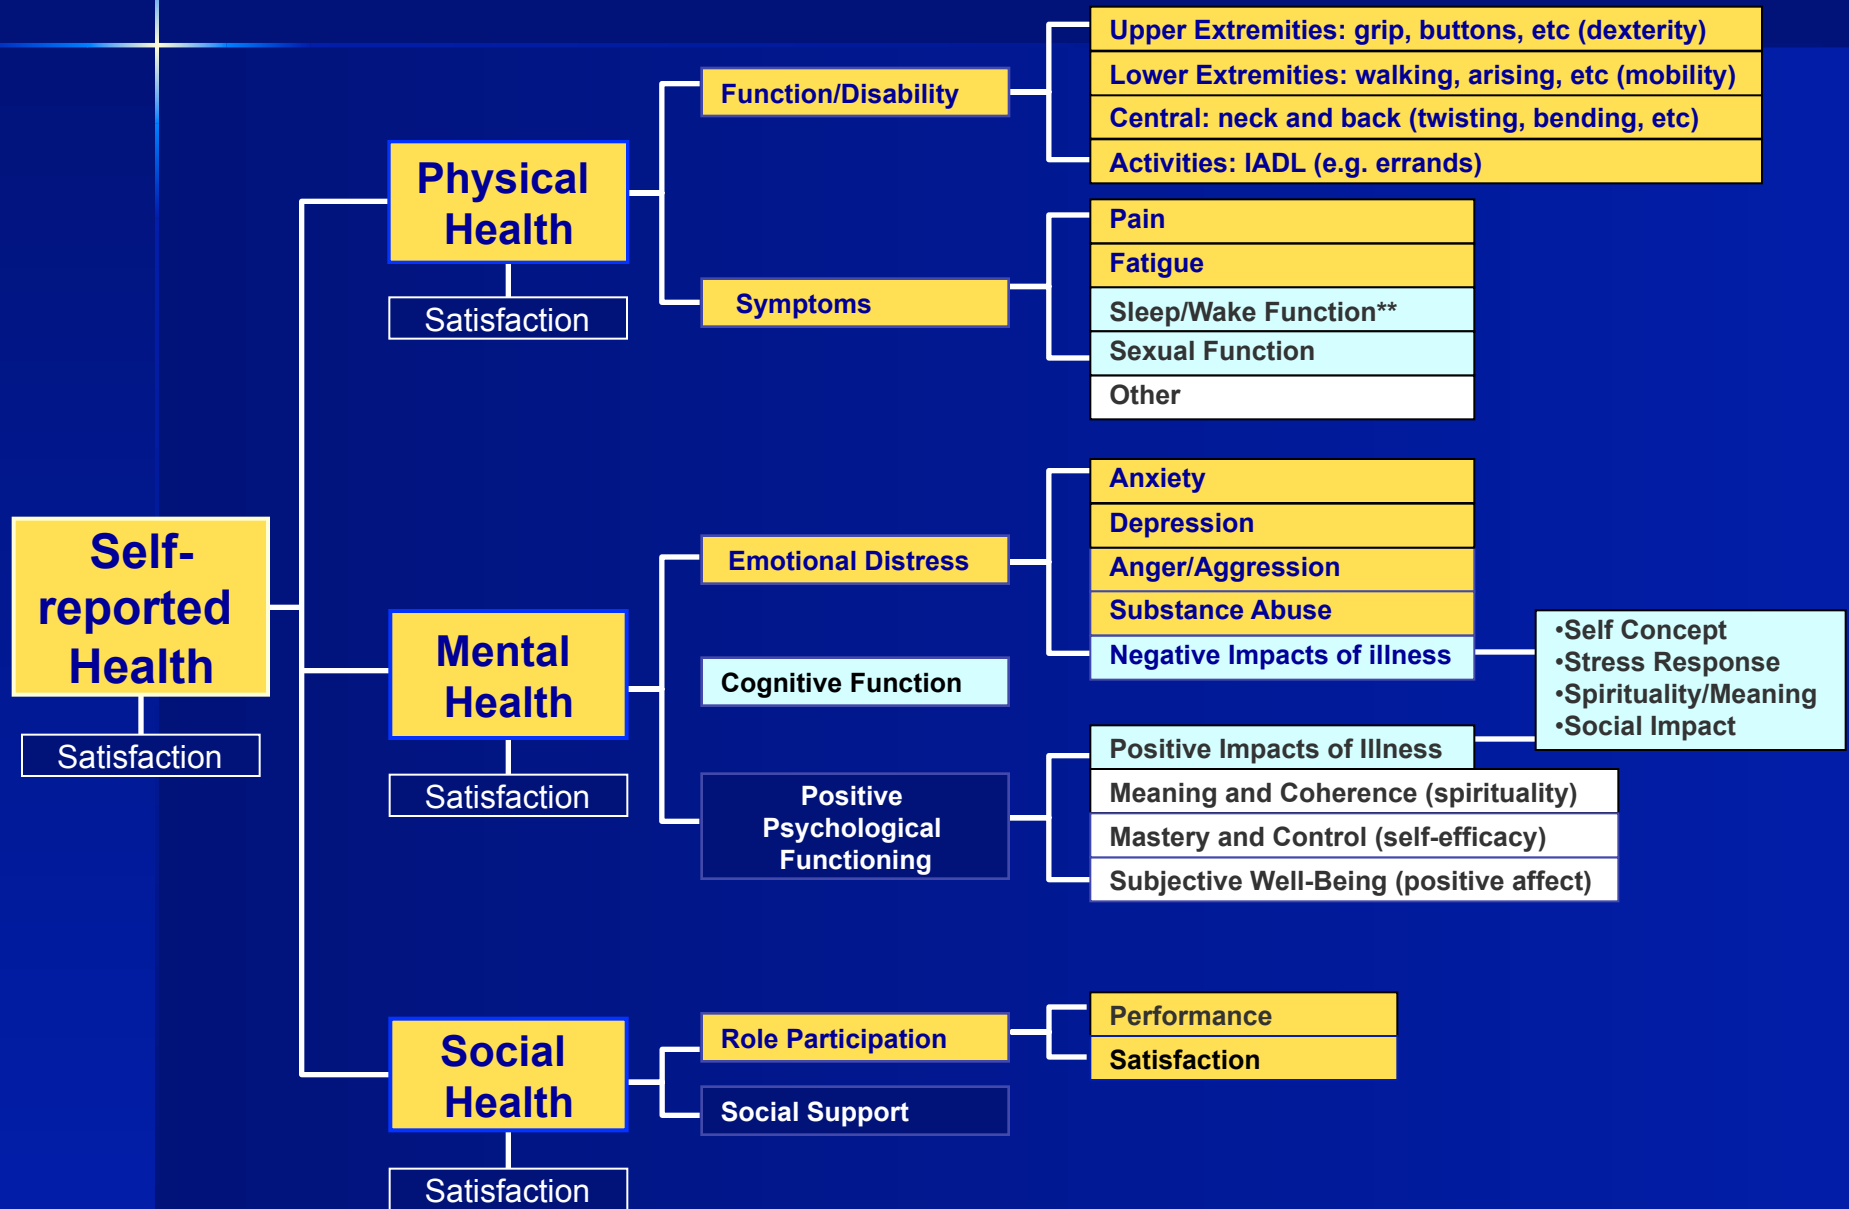 Self-
reported
Health
Satisfaction
Physical
Health
Satisfaction
Function/Disability
Upper Extremities: grip, buttons, etc (dexterity)
Lower Extremities: walking, arising, etc (mobility)
Central: neck and back (twisting, bending, etc)
Activities: IADL (e.g. errands)
Symptoms
Pain
Fatigue
Sleep/Wake Function**
Sexual Function
Other
Mental
Health
Satisfaction
Emotional Distress
Anxiety
Depression
Anger/Aggression
Substance Abuse
Negative Impacts of illness
Cognitive Function
Positive
Psychological
Functioning
Positive Impacts of Illness
Meaning and Coherence (spirituality)
Mastery and Control (self-efficacy)
Subjective Well-Being (positive affect)
•Self Concept
•Stress Response
•Spirituality/Meaning
•Social Impact
Social
Health
Satisfaction
Role Participation
Performance
Satisfaction
Social Support